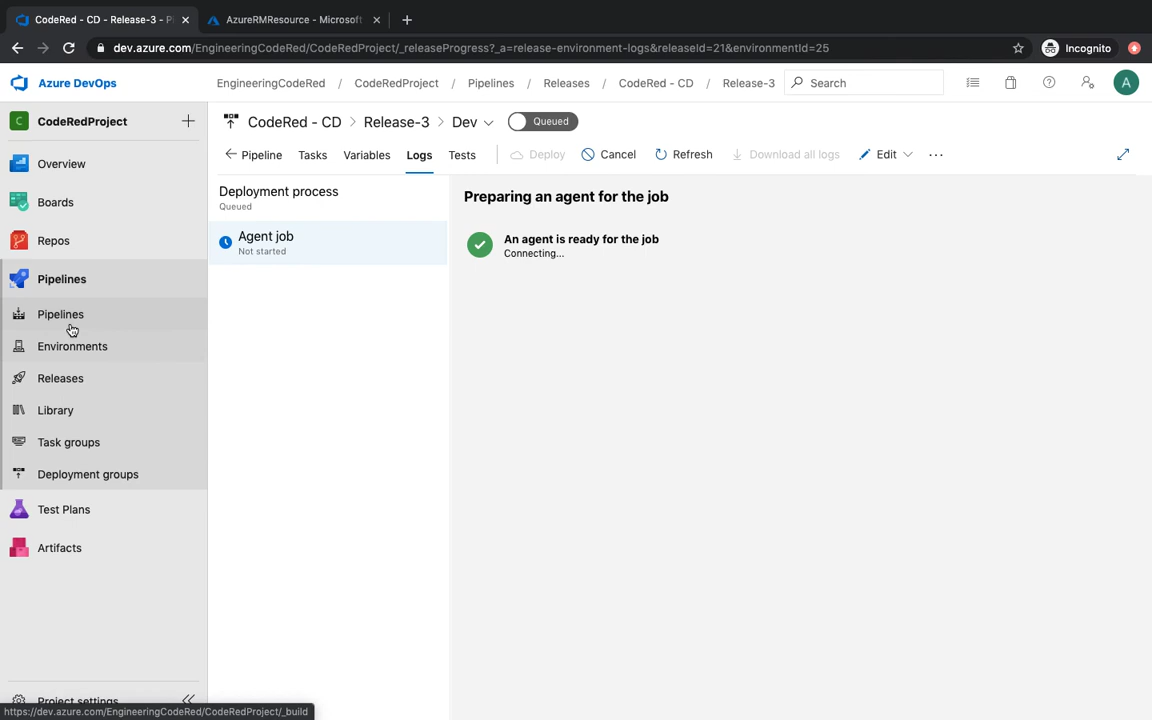 CodeRed - CD - Release-3 - P
AzureRMResource - Microsoft
dev.azure.com/EngineeringCodeRed/CodeRedProject/_releaseProgress?_a=release-environment-logs&releaseId=21&environmentId=25
Incognito
Azure DevOps
EngineeringCodeRed / CodeRedProject / Pipelines / Releases / CodeRed - CD / Release-3
Search
A
C CodeRedProject
CodeRed - CD > Release-3 > Dev
Queued
Pipeline Tasks Variables Logs Tests Deploy Cancel Refresh Download all logs Edit
Overview
Boards
Repos
Pipelines
Pipelines
Environments
Releases
Library
Task groups
Deployment groups
Test Plans
Artifacts
Project settings
Deployment process
Queued
Agent job
Not started
Preparing an agent for the job
An agent is ready for the job
Connecting...
https://dev.azure.com/EngineeringCodeRed/CodeRedProject/_build